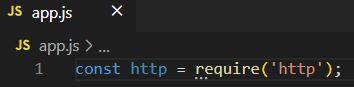 JS app.js ×
JS app.js > ...
1 const http = require('http');